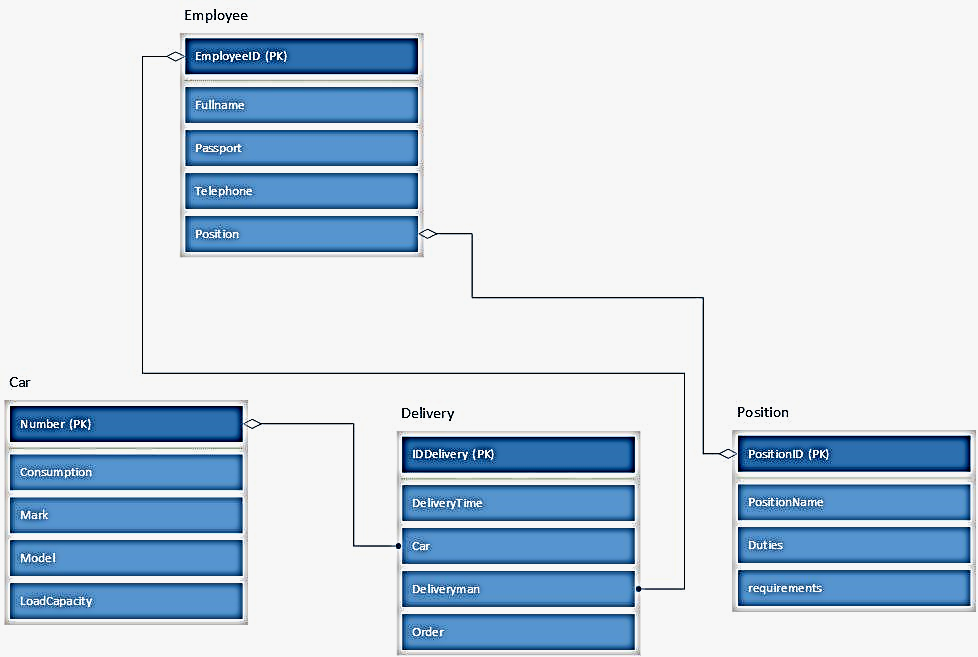 Employee
EmployeeID (PK)
Fullname
Passport
Telephone
Position
Car
Number (PK)
Consumption
Mark
Model
LoadCapacity
Delivery
IDDelivery (PK)
DeliveryTime
Car
Deliveryman
Order
Position
PositionID (PK)
PositionName
Duties
requirements